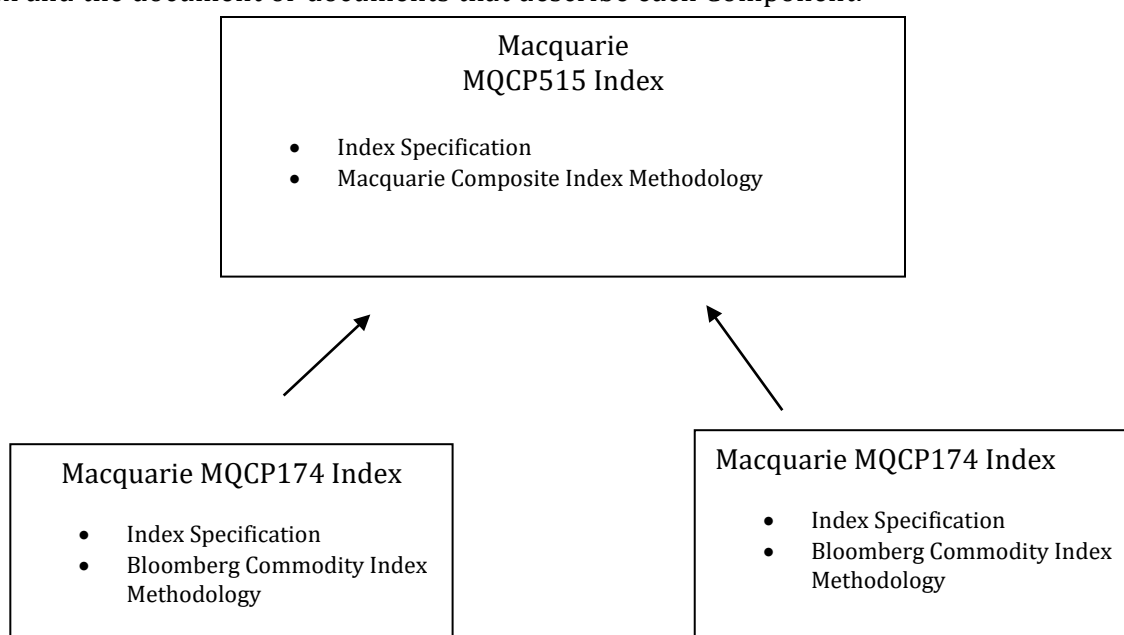 and the document or documents that describe each Component.
Macquarie
MQCP515 Index
• Index Specification
• Macquarie Composite Index Methodology
Macquarie MQCP174 Index
• Index Specification
• Bloomberg Commodity Index
Methodology
Macquarie MQCP174 Index
• Index Specification
• Bloomberg Commodity Index
Methodology